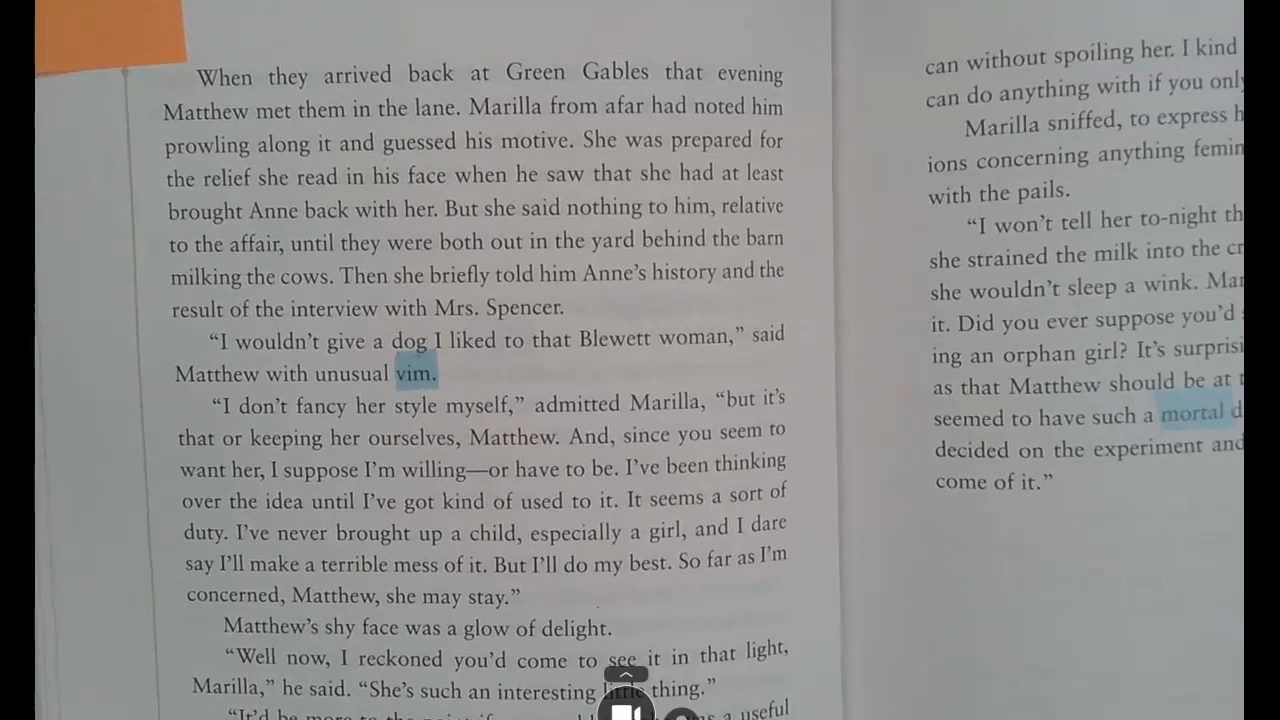 When they arrived back at Green Gables that evening
Matthew met them in the lane. Marilla from afar had noted him
prowling along it and guessed his motive. She was prepared for
the relief she read in his face when he saw that she had at least
brought Anne back with her. But she said nothing to him, relative
to the affair, until they were both out in the yard behind the barn
milking the cows. Then she briefly told him Anne’s history and the
result of the interview with Mrs. Spencer.
“I wouldn’t give a dog I liked to that Blewett woman,” said
Matthew with unusual vim.
“I don’t fancy her style myself,” admitted Marilla, “but it’s
that or keeping her ourselves, Matthew. And, since you seem to
want her, I suppose I’m willing—or have to be. I’ve been thinking
over the idea until I’ve got kind of used to it. It seems a sort of
duty. I’ve never brought up a child, especially a girl, and I dare
say I’ll make a terrible mess of it. But I’ll do my best. So far as I’m
concerned, Matthew, she may stay.”
Matthew’s shy face was a glow of delight.
“Well now, I reckoned you’d come to see it in that light,
Marilla,” he said. “She’s such an interesting little thing.”
“It’d be more to the point if a useful
can without spoiling her. I kind
can do anything with if you only
Marilla sniffed, to express
ions concerning anything
with the pails.
“I won’t tell her to-night
she strained the milk into the
she wouldn’t sleep a wink.
it. Did you ever suppose you’d
ing an orphan girl? It’s
as that Matthew should be at
seemed to have such a mortal
decided on the experiment and
come of it.”